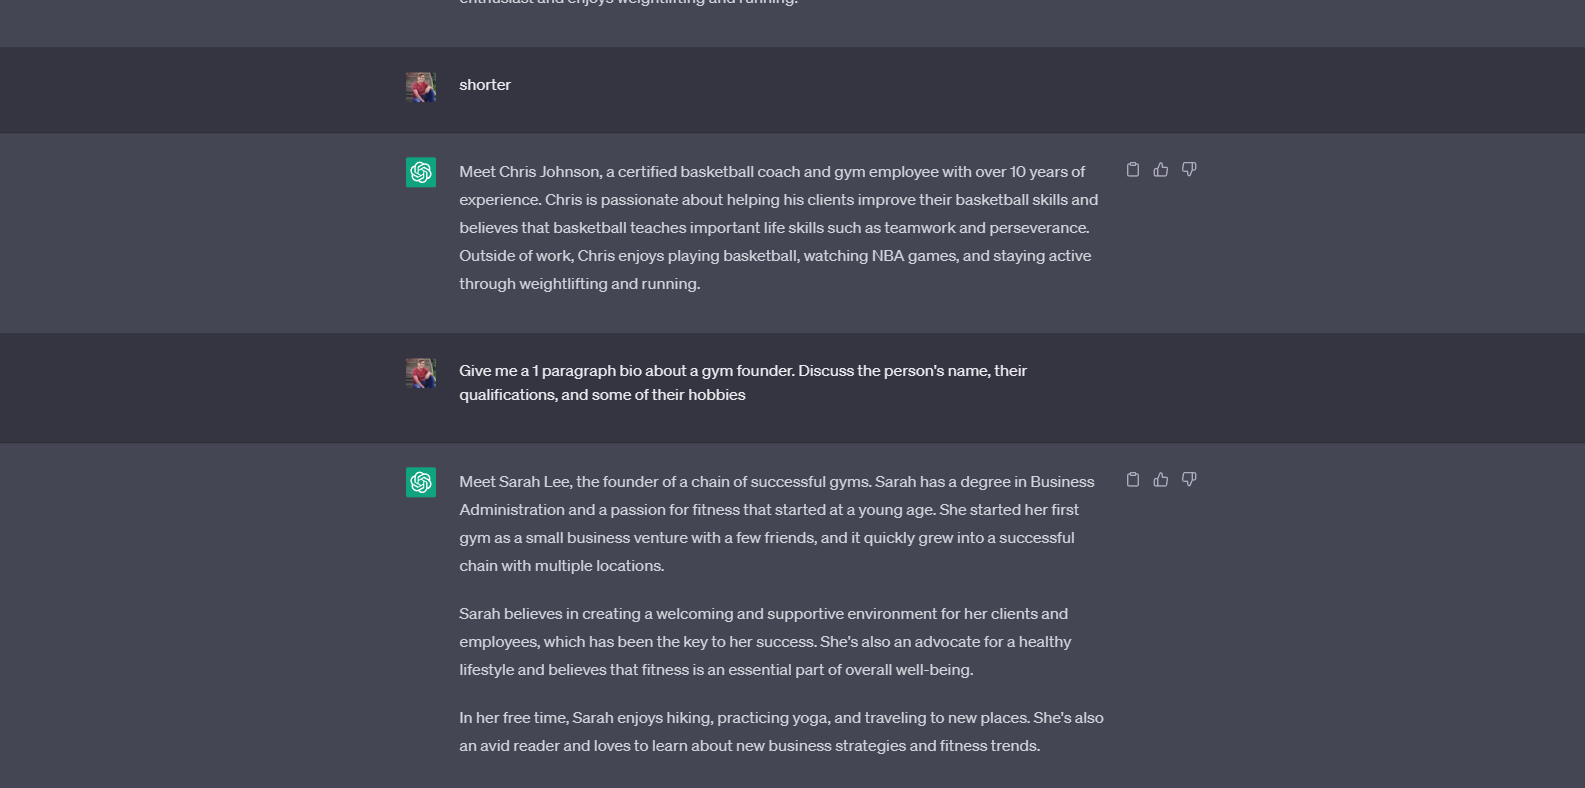 enthusiast and enjoys weightlifting and running.
shorter
Meet Chris Johnson, a certified basketball coach and gym employee with over 10 years of
experience. Chris is passionate about helping his clients improve their basketball skills and
believes that basketball teaches important life skills such as teamwork and perseverance.
Outside of work, Chris enjoys playing basketball, watching NBA games, and staying active
through weightlifting and running.
Give me a 1 paragraph bio about a gym founder. Discuss the person's name, their
qualifications, and some of their hobbies
Meet Sarah Lee, the founder of a chain of successful gyms. Sarah has a degree in Business
Administration and a passion for fitness that started at a young age. She started her first
gym as a small business venture with a few friends, and it quickly grew into a successful
chain with multiple locations.
Sarah believes in creating a welcoming and supportive environment for her clients and
employees, which has been the key to her success. She's also an advocate for a healthy
lifestyle and believes that fitness is an essential part of overall well-being.
In her free time, Sarah enjoys hiking, practicing yoga, and traveling to new places. She's also
an avid reader and loves to learn about new business strategies and fitness trends.